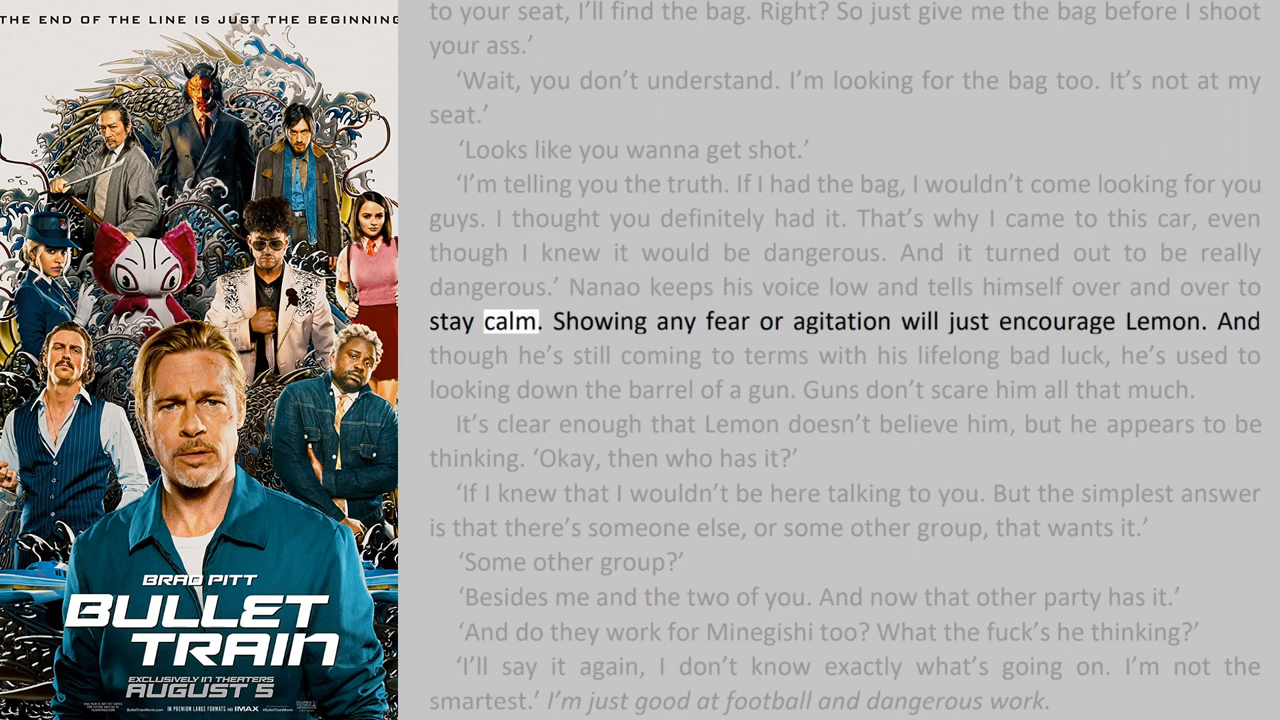 THE END OF THE LINE IS JUST THE BEGINNING
BRAD PITT
BULLET
TRAIN
EXCLUSIVELY IN THEATERS
AUGUST 5
BulletTrainMovie.com
IN PREMIUM LARGE FORMATS AND IMAX
#BulletTrainMovie
to your seat, I’ll find the bag. Right? So just give me the bag before I shoot
your ass.’
‘Wait, you don’t understand. I’m looking for the bag too. It’s not at my
seat.’
‘Looks like you wanna get shot.’
‘I’m telling you the truth. If I had the bag, I wouldn’t come looking for you
guys. I thought you definitely had it. That’s why I came to this car, even
though I knew it would be dangerous. And it turned out to be really
dangerous.’ Nanao keeps his voice low and tells himself over and over to
stay calm. Showing any fear or agitation will just encourage Lemon. And
though he’s still coming to terms with his lifelong bad luck, he’s used to
looking down the barrel of a gun. Guns don’t scare him all that much.
It’s clear enough that Lemon doesn’t believe him, but he appears to be
thinking. ‘Okay, then who has it?’
‘If I knew that I wouldn’t be here talking to you. But the simplest answer
is that there’s someone else, or some other group, that wants it.’
‘Some other group?’
‘Besides me and the two of you. And now that other party has it.’
‘And do they work for Minegishi too? What the fuck’s he thinking?’
‘I’ll say it again, I don’t know exactly what’s going on. I’m not the
smartest.’ I’m just good at football and dangerous work.